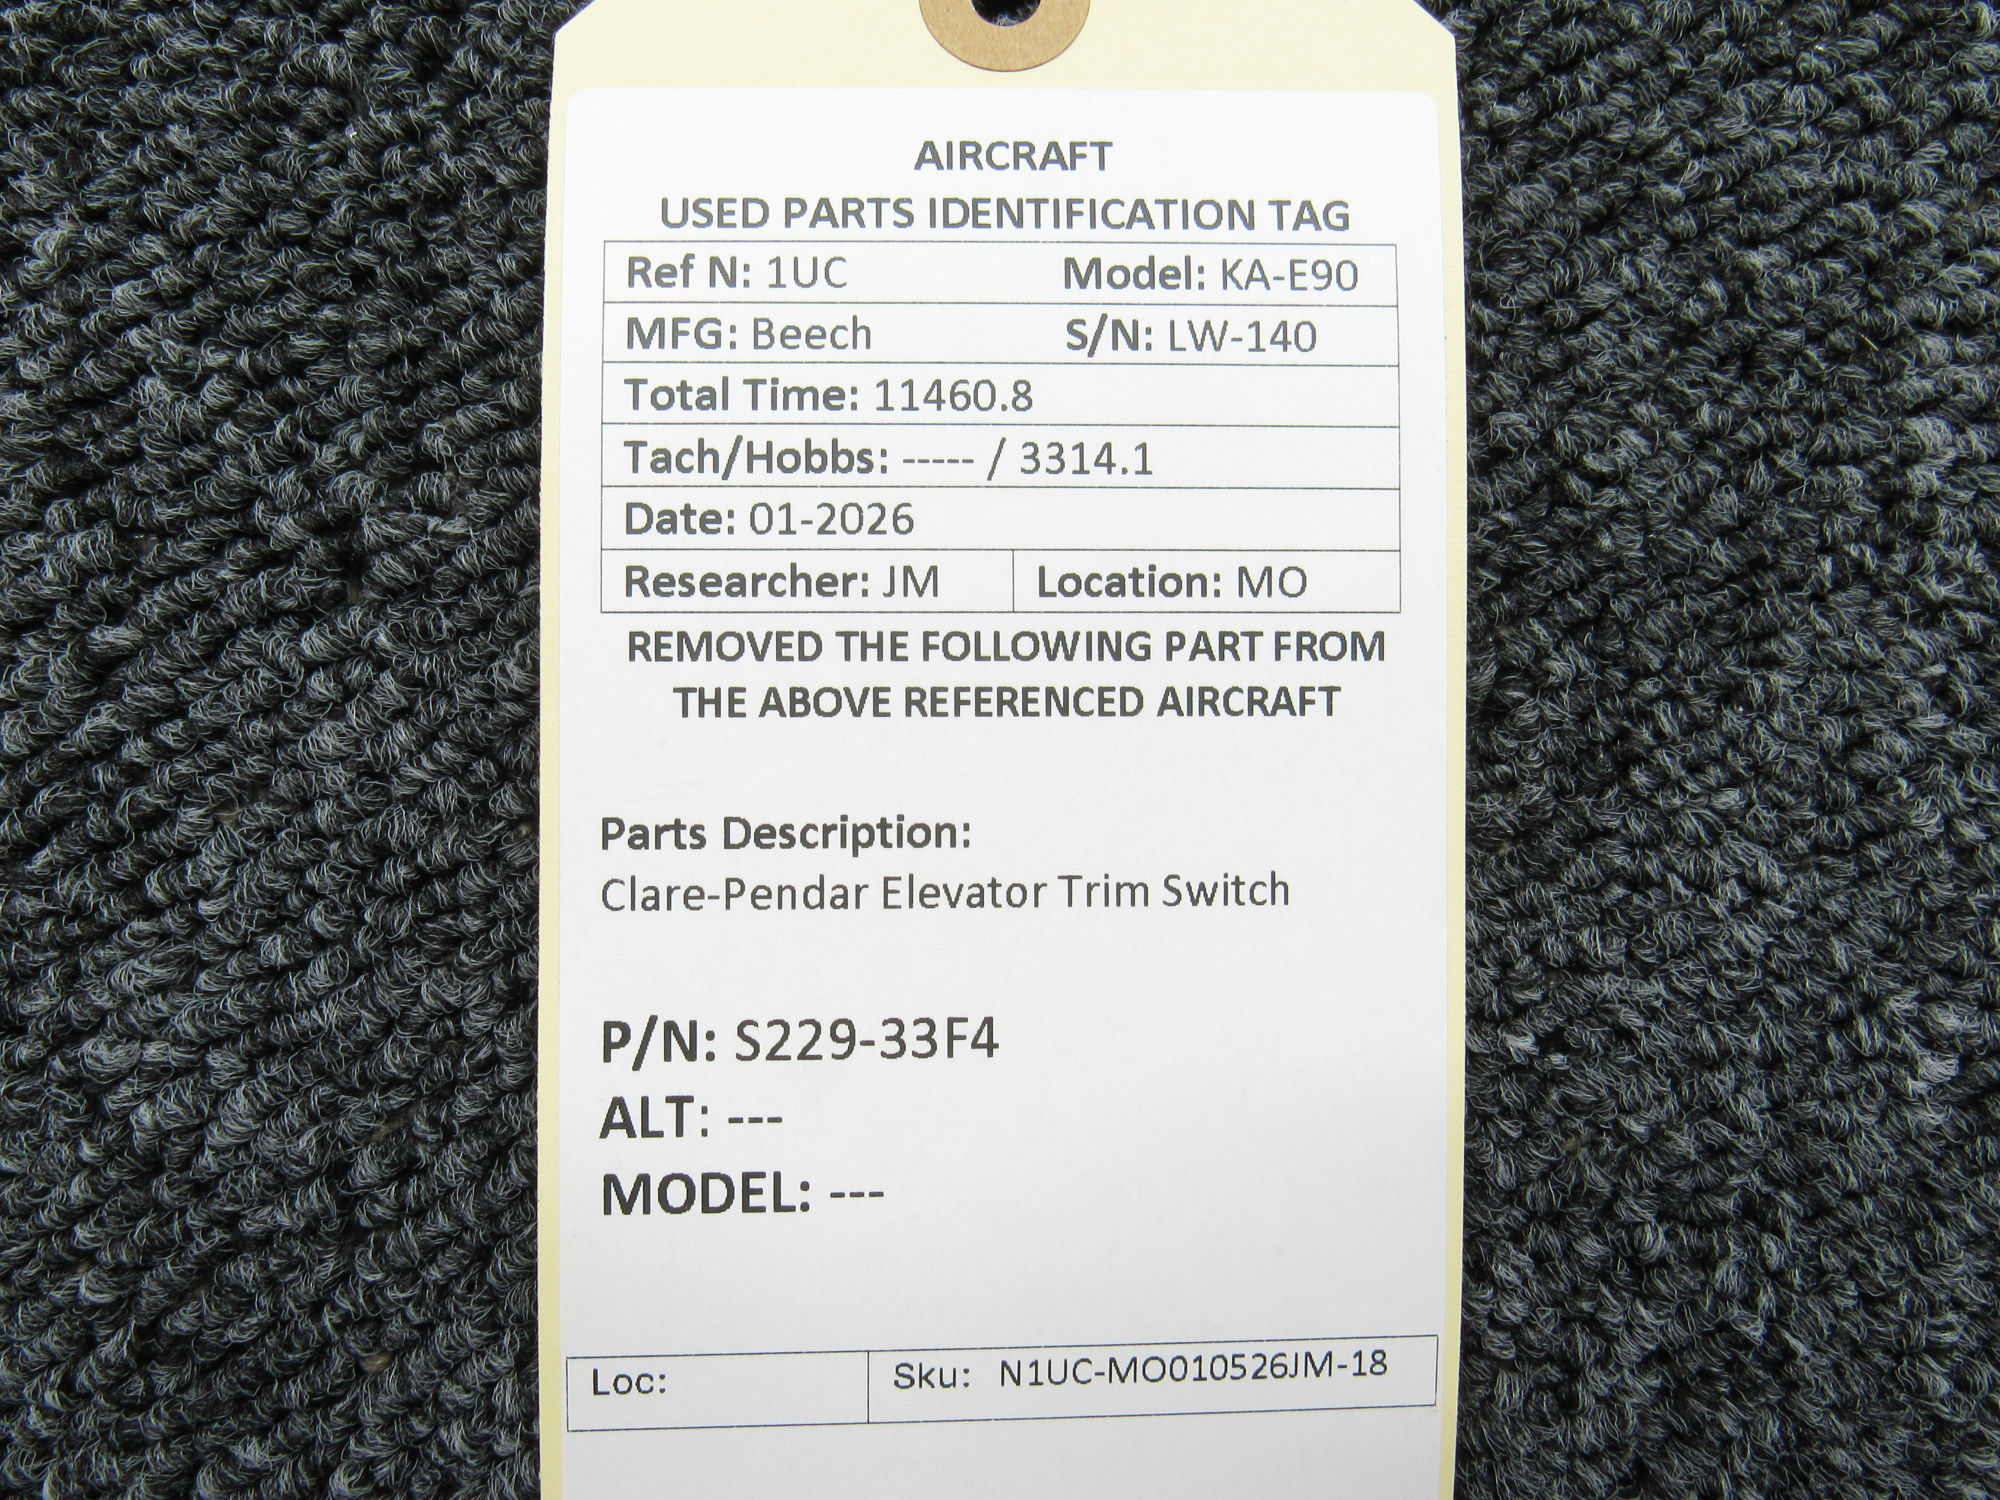 AIRCRAFT
USED PARTS IDENTIFICATION TAG
Ref N: 1UC Model: KA-E90
MFG: Beech S/N: LW-140
Total Time: 11460.8
Tach/Hobbs: ----- / 3314.1
Date: 01-2026
Researcher: JM Location: MO
REMOVED THE FOLLOWING PART FROM
THE ABOVE REFERENCED AIRCRAFT
Parts Description:
Clare-Pendar Elevator Trim Switch
P/N: S229-33F4
ALT: ---
MODEL: ---
Loc: Sku: N1UC-MO010526JM-18